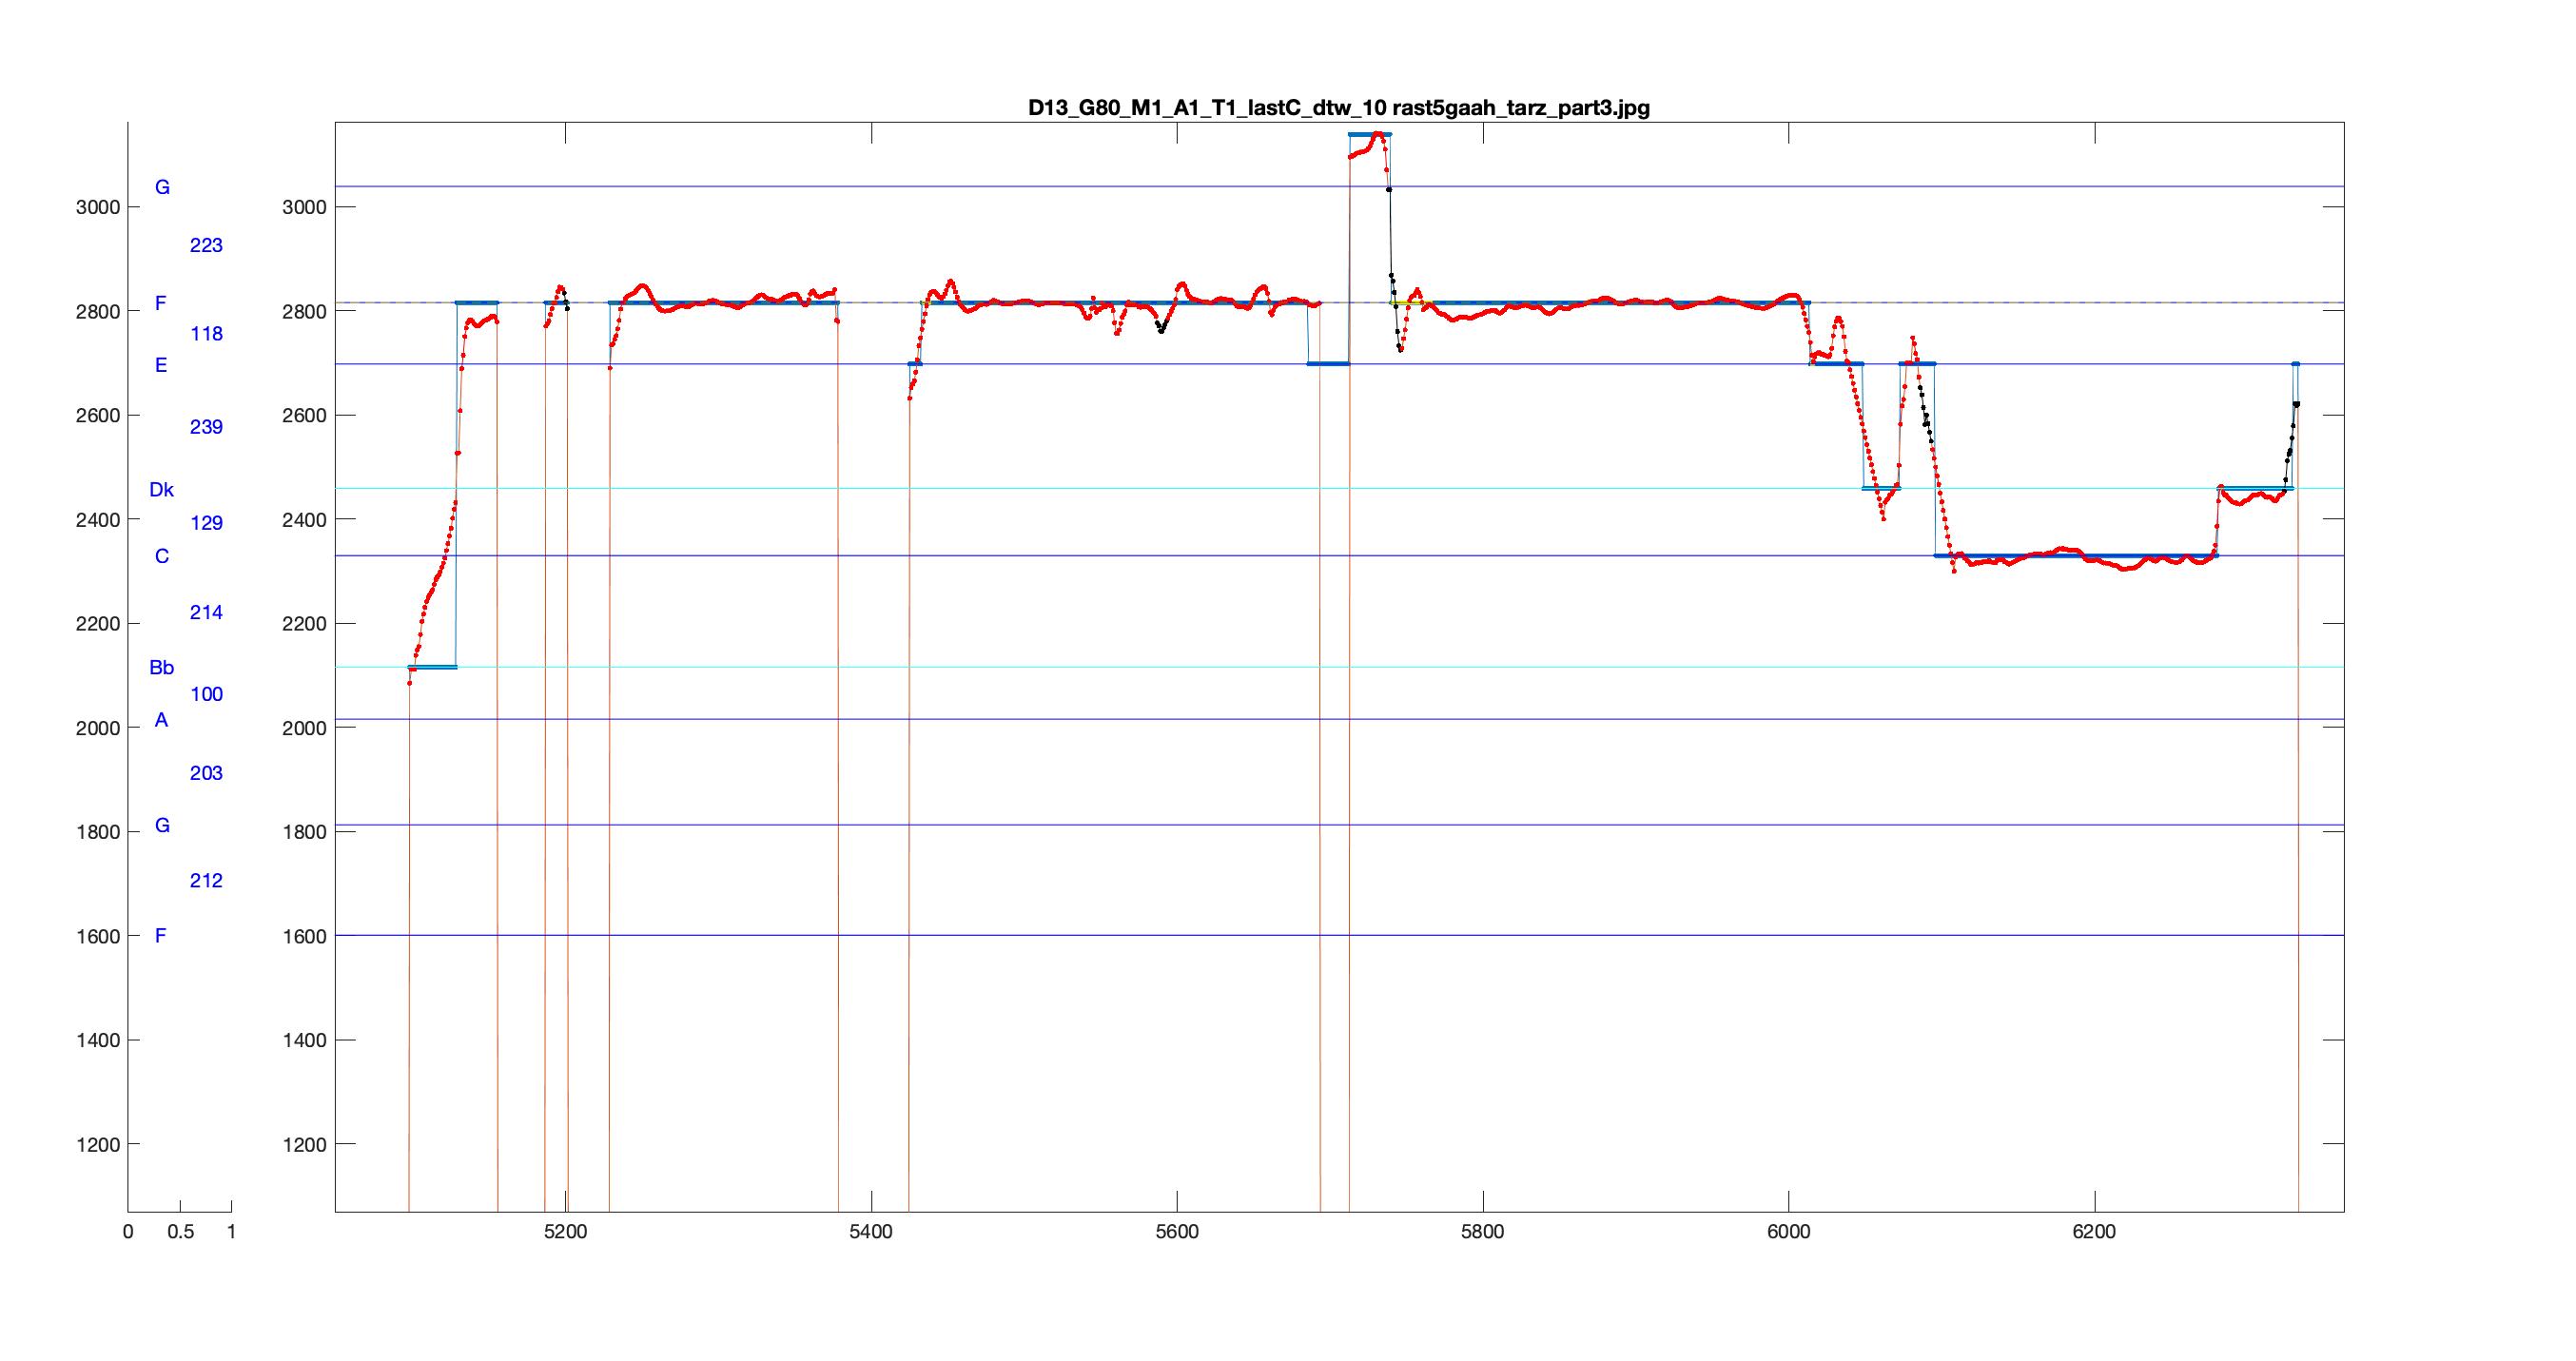 D13_G80_M1_A1_T1_lastC_dtw_10 rast5gaah_tarz_part3.jpg
G
3000 3000
223
F
2800 2800
118
E
2600 2600
239
Dk
2400 2400
129
C
2200 2200
214
Bb
100
2000 2000
A
203
1800 1800
G
212
1600 1600
F
1400 1400
1200 1200
0 0.5 1 5200 5400 5600 5800 6000 6200